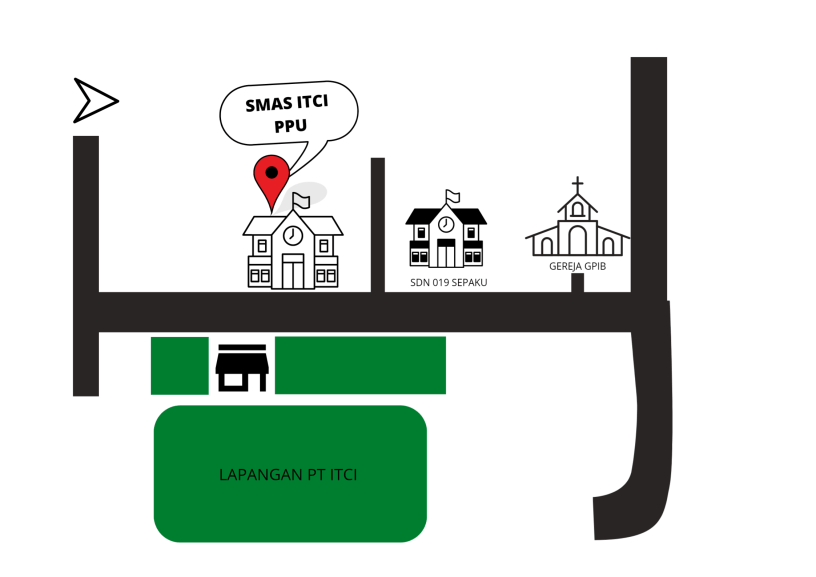 SMAS ITCI
PPU
SDN 019 SEPAKU
GEREJA GPIB
LAPANGAN PT ITCI